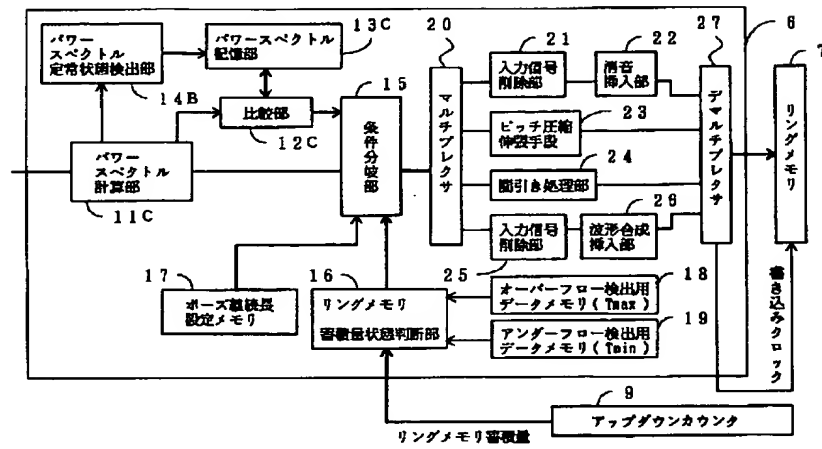 パワー
スペクトル
定常状態検出部
14B
パワースペクトル
記憶部
13C
比較部
12C
パワー
スペクトル
計算部
11C
15
条件分岐部
20
マルチプレクサ
21
入力信号
削除部
22
消音
挿入部
23
ピッチ圧縮
伸張手段
24
間引き処理部
25
入力信号
削除部
26
波形合成
挿入部
27
デマルチプレクサ
6
7
リングメモリ
書き込みクロック
17
ポーズ継続長
設定メモリ
16
リングメモリ
蓄積量状態判断部
18
オーバーフロー検出用
データメモリ(Tmax)
19
アンダーフロー検出用
データメモリ(Tmin)
9
アップダウンカウンタ
リングメモリ蓄積量